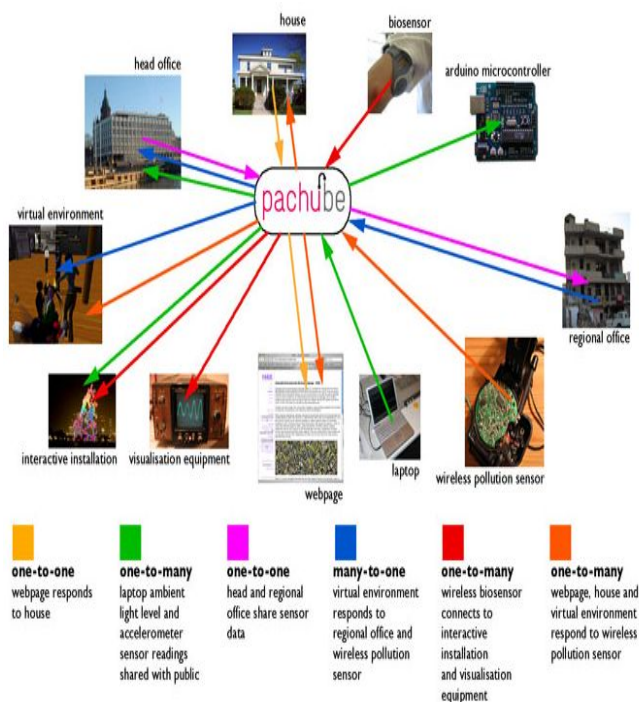 house
biosensor
head office
arduino microcontroller
pachube
virtual environment
regional office
interactive installation
visualisation equipment
webpage
laptop
wireless pollution sensor
one-to-one
webpage responds
to house
one-to-many
laptop ambient
light level and
accelerometer
sensor readings
shared with public
one-to-one
head and regional
office share sensor
data
many-to-one
virtual environment
responds to
regional office and
wireless pollution
sensor
one-to-many
wireless biosensor
connects to
interactive
installation
and visualisation
equipment
one-to-many
webpage, house and
virtual environment
respond to wireless
pollution sensor